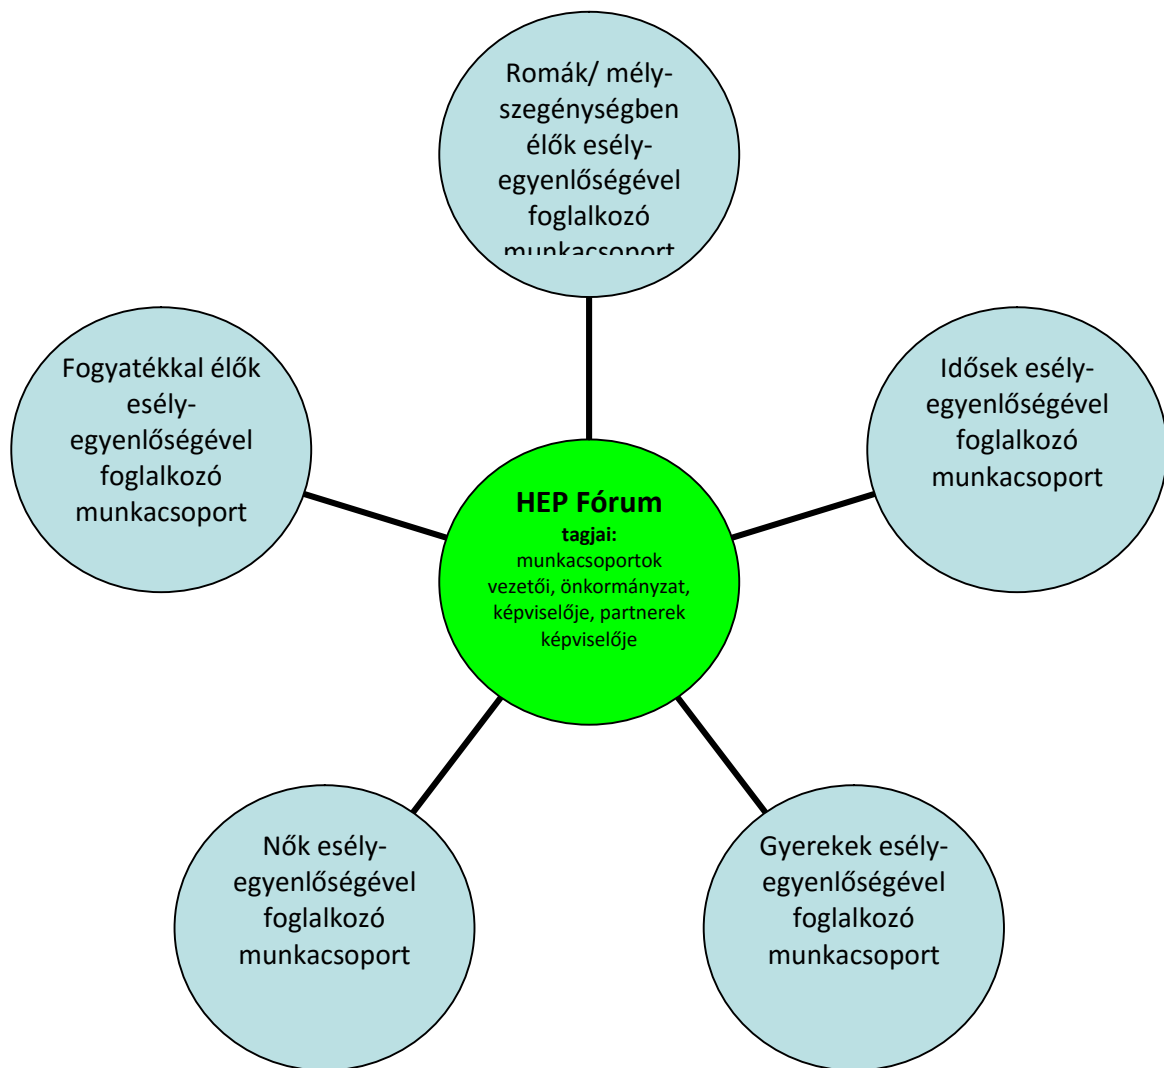 Romák/ mély-
szegénységben
élők esély-
egyenlőségével
foglalkozó
munkacsoport
Fogyatékkal élők
esély-
egyenlőségével
foglalkozó
munkacsoport
Idősek esély-
egyenlőségével
foglalkozó
munkacsoport
HEP Fórum
tagjai:
munkacsoportok
vezetői, önkormányzat,
képviselője, partnerek
képviselője
Nők esély-
egyenlőségével
foglalkozó
munkacsoport
Gyerekek esély-
egyenlőségével
foglalkozó
munkacsoport